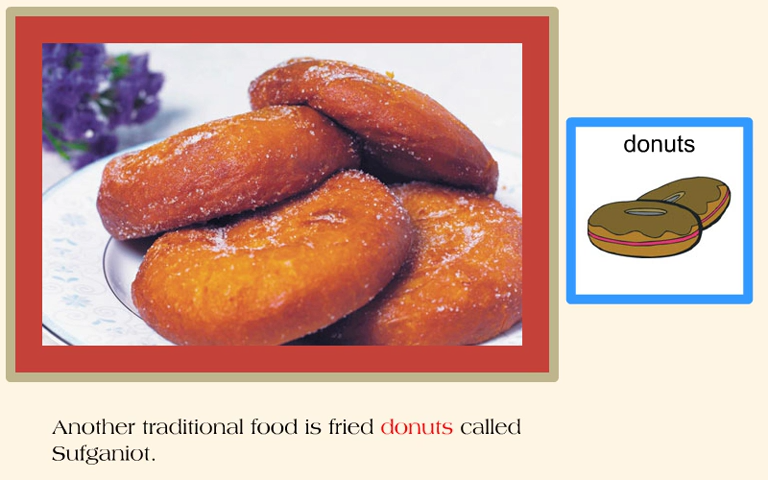 donuts
Another traditional food is fried donuts called
Sufganiot.